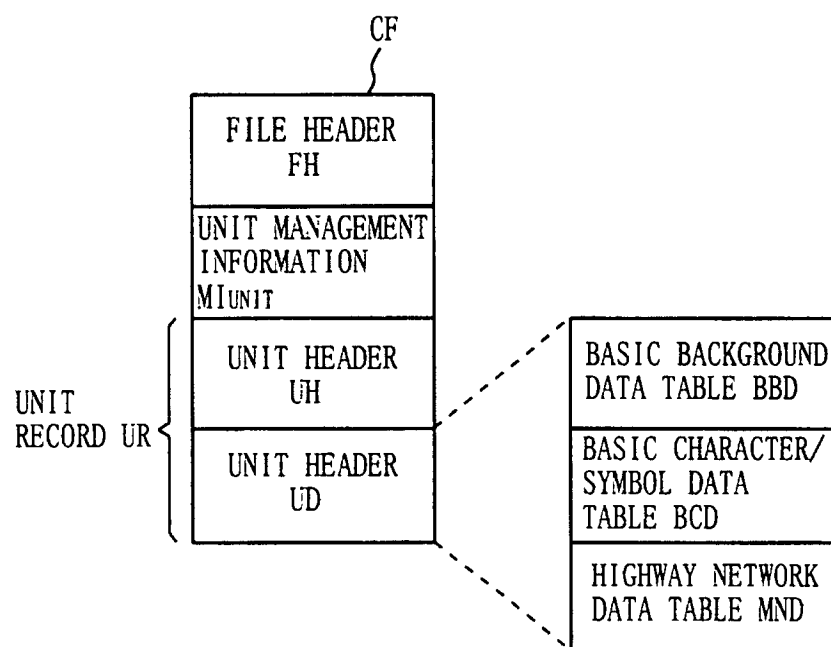 CF
FILE HEADER
FH
UNIT MANAGEMENT
INFORMATION
MIUNIT
UNIT HEADER
UH
UNIT HEADER
UD
UNIT
RECORD UR
BASIC BACKGROUND
DATA TABLE BBD
BASIC CHARACTER/
SYMBOL DATA
TABLE BCD
HIGHWAY NETWORK
DATA TABLE MND